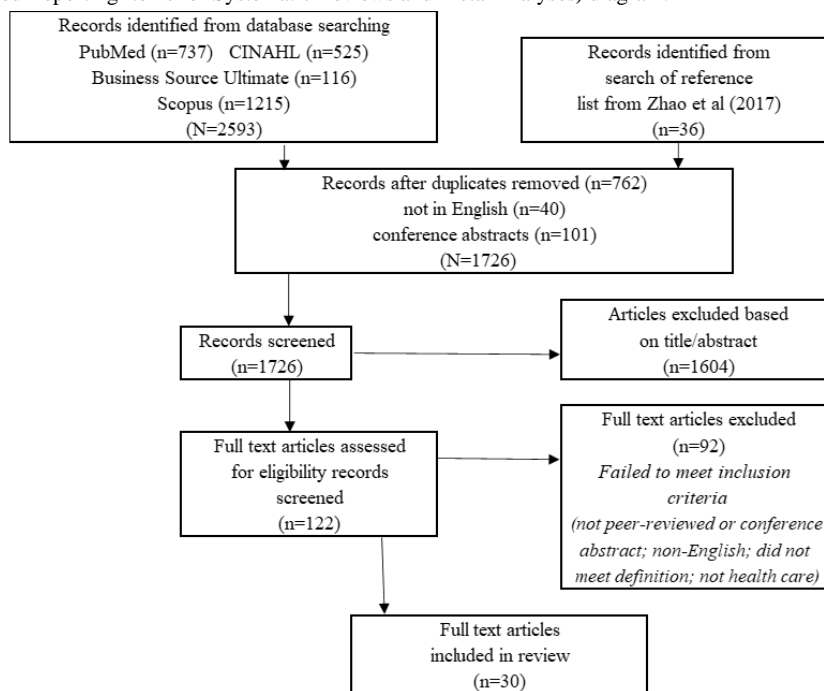 Records identified from database searching
PubMed (n=737) CINAHL (n=525)
Business Source Ultimate (n=116)
Scopus (n=1215)
(N=2593)
Records identified from
search of reference
list from Zhao et al (2017)
(n=36)
Records after duplicates removed (n=762)
not in English (n=40)
conference abstracts (n=101)
(N=1726)
Records screened
(n=1726)
Articles excluded based
on title/abstract
(n=1604)
Full text articles assessed
for eligibility records
screened
(n=122)
Full text articles excluded
(n=92)
Failed to meet inclusion
criteria
(not peer-reviewed or conference
abstract; non-English; did not
meet definition; not health care)
Full text articles
included in review
(n=30)